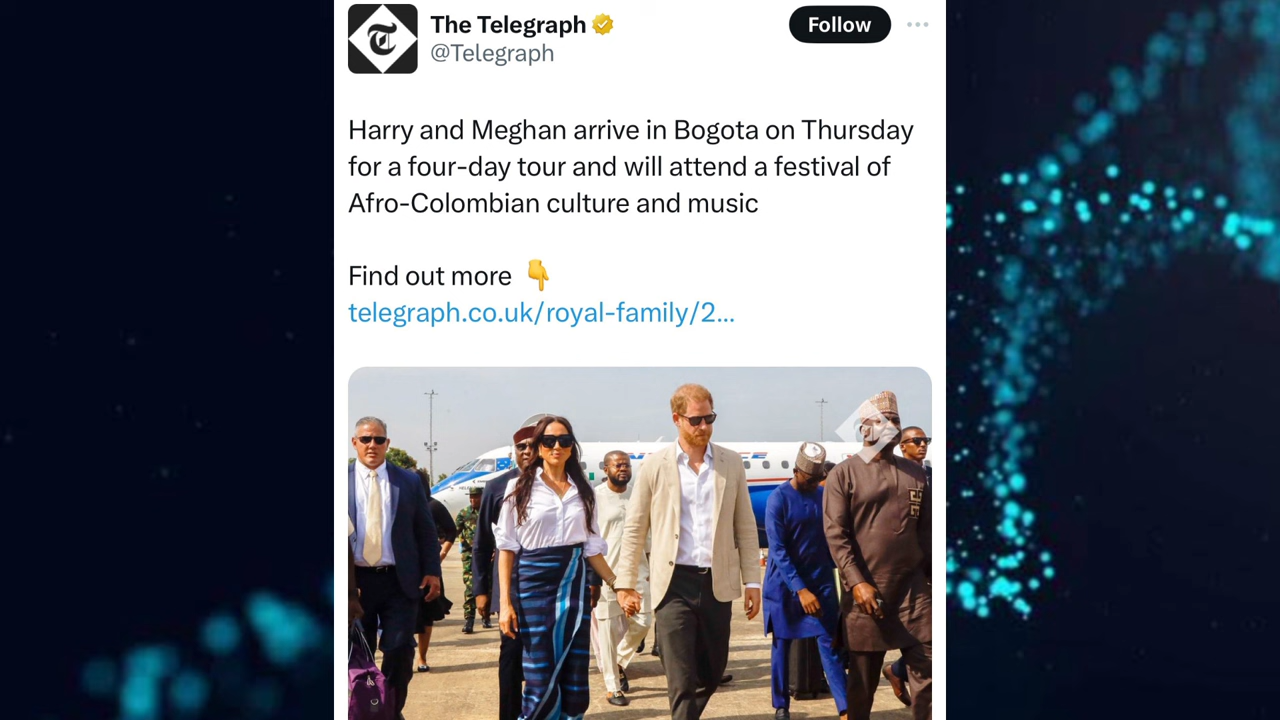 The Telegraph
@Telegraph
Follow
Harry and Meghan arrive in Bogota on Thursday
for a four-day tour and will attend a festival of
Afro-Colombian culture and music
Find out more 👇
telegraph.co.uk/royal-family/2...